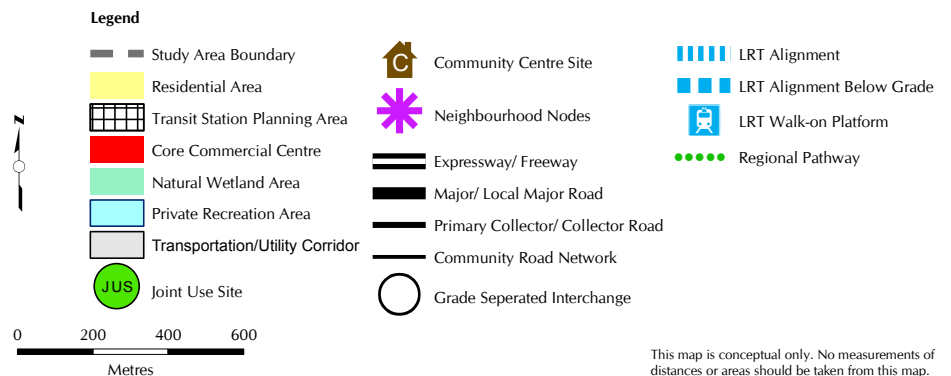 Legend
Study Area Boundary
Residential Area
Transit Station Planning Area
Core Commercial Centre
Natural Wetland Area
Private Recreation Area
Transportation/Utility Corridor
JUS
Joint Use Site
C
Community Centre Site
Neighbourhood Nodes
Expressway/ Freeway
Major/ Local Major Road
Primary Collector/ Collector Road
Community Road Network
Grade Seperated Interchange
LRT Alignment
LRT Alignment Below Grade
LRT Walk-on Platform
Regional Pathway
N
0 200 400 600
Metres
This map is conceptual only. No measurements of
distances or areas should be taken from this map.